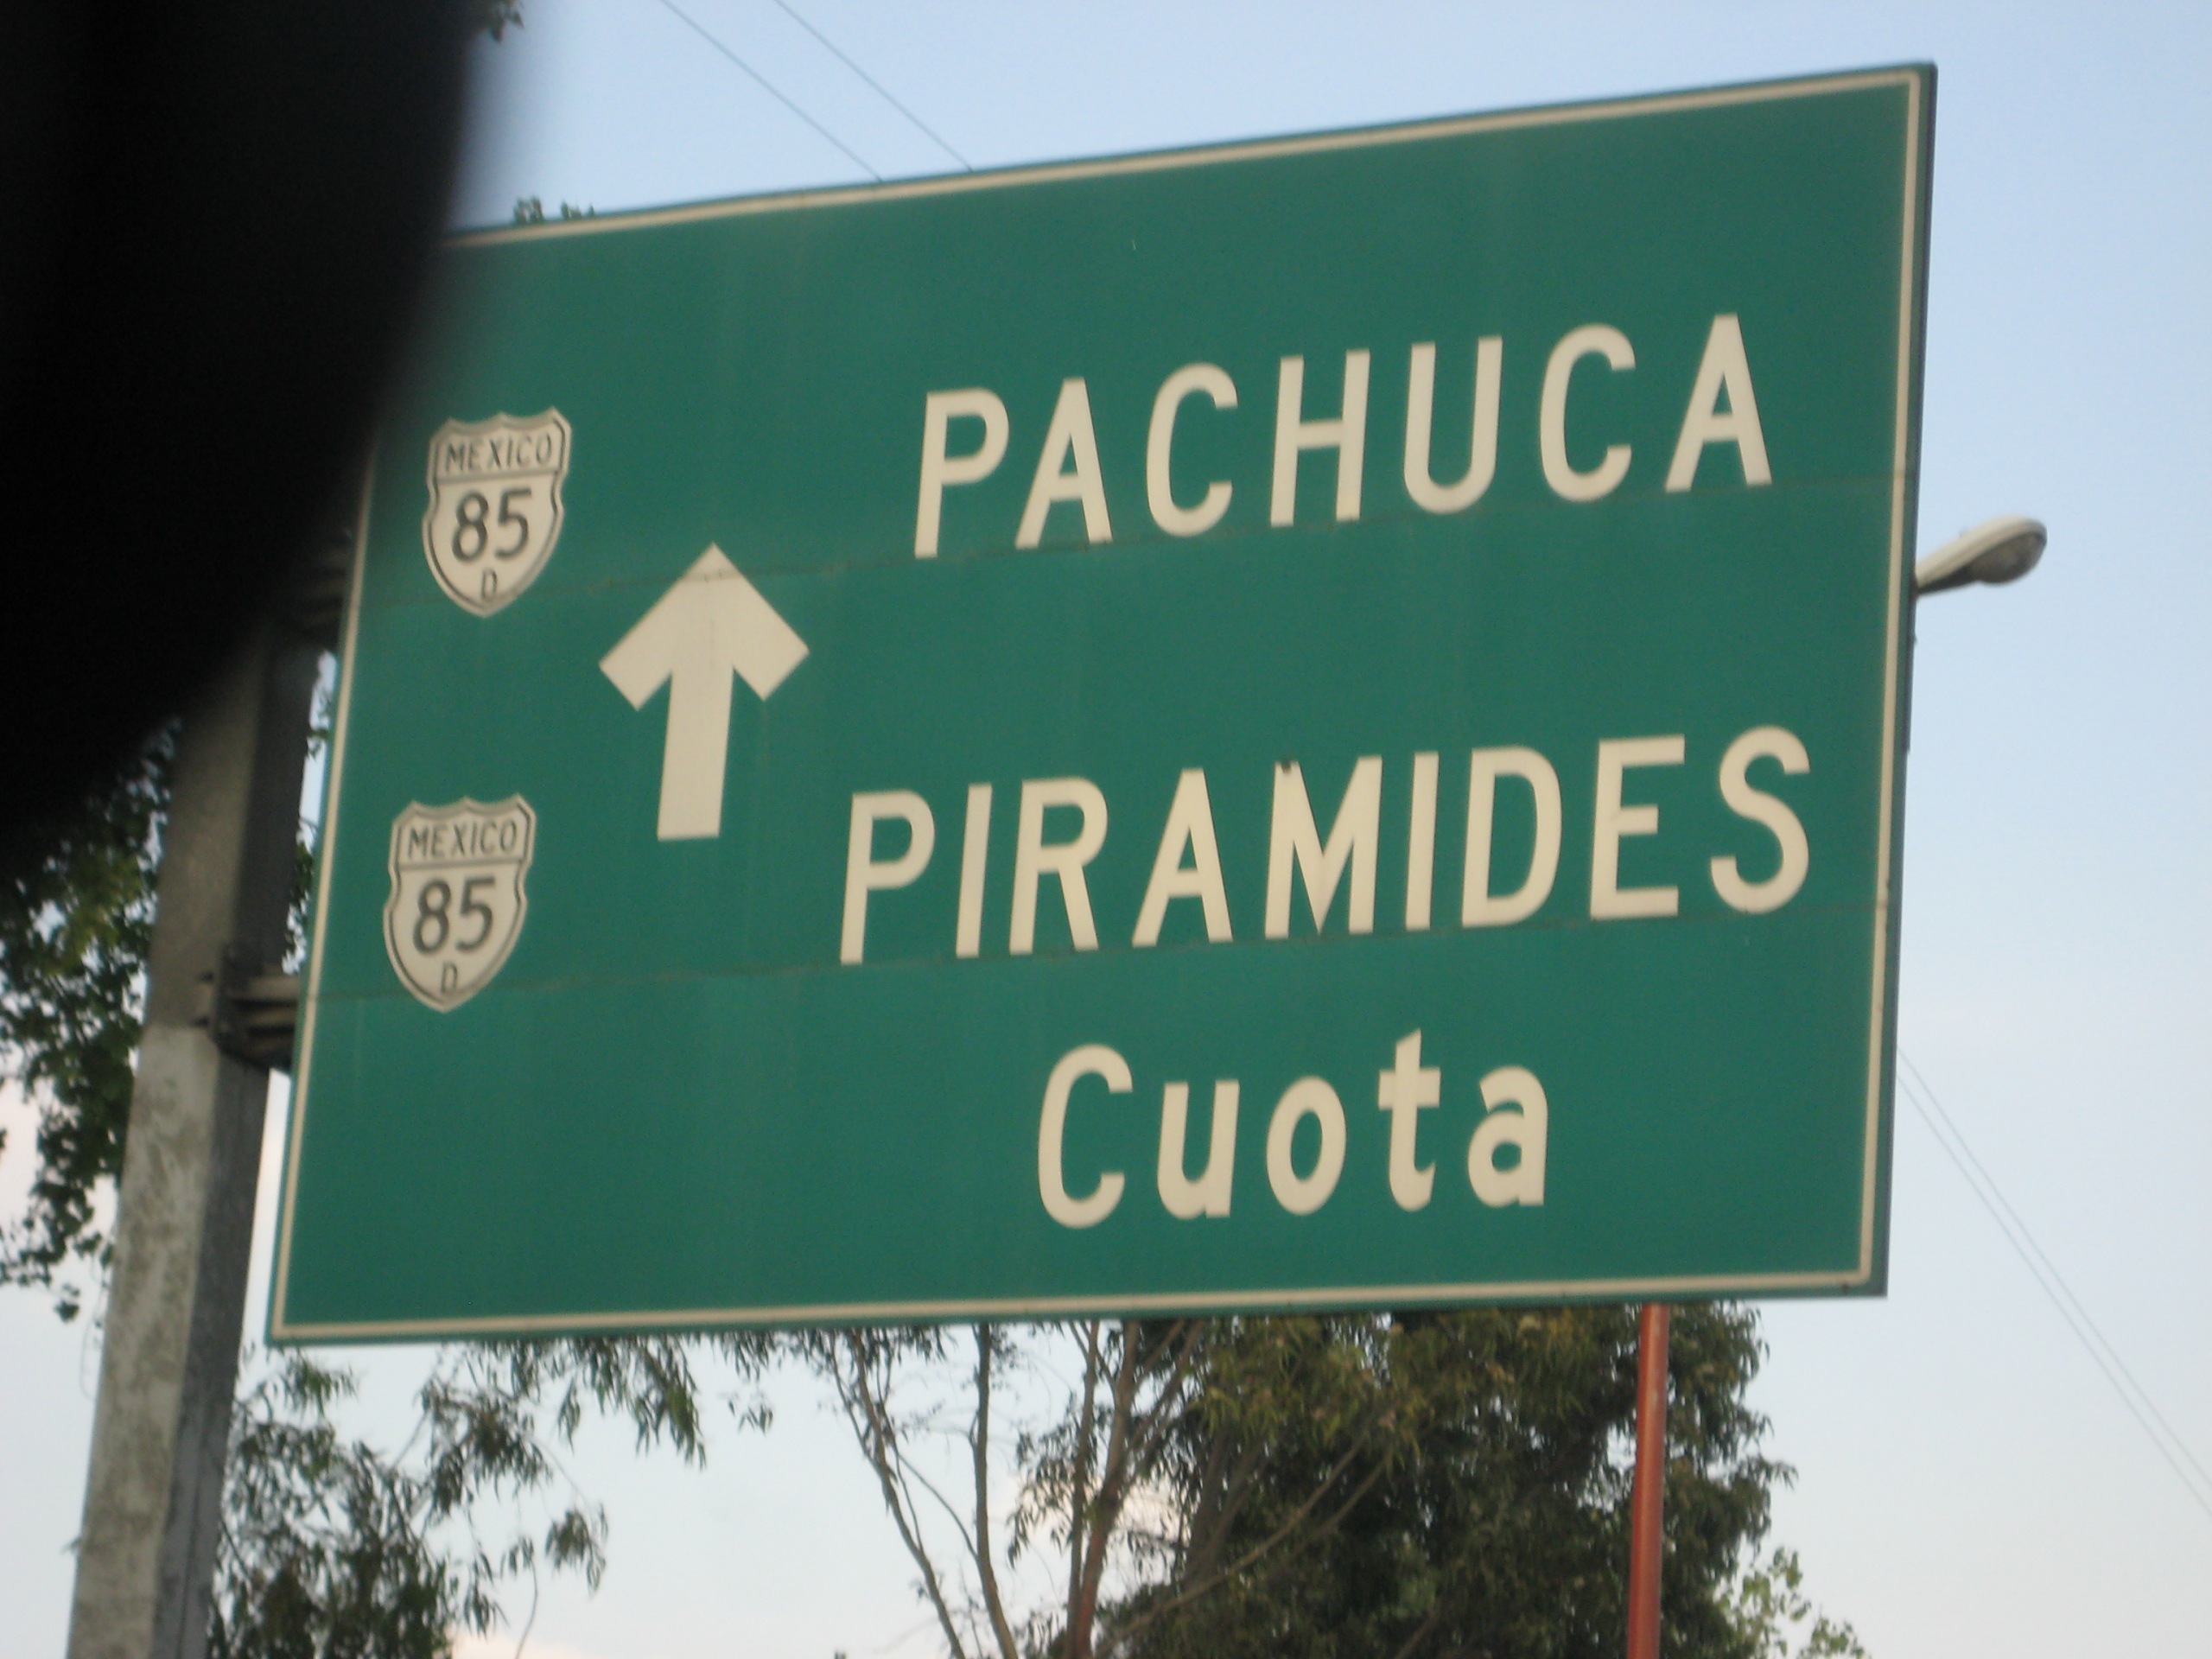 MEXICO
85
D
PACHUCA
MEXICO
85
D
PIRAMIDES
Cuota